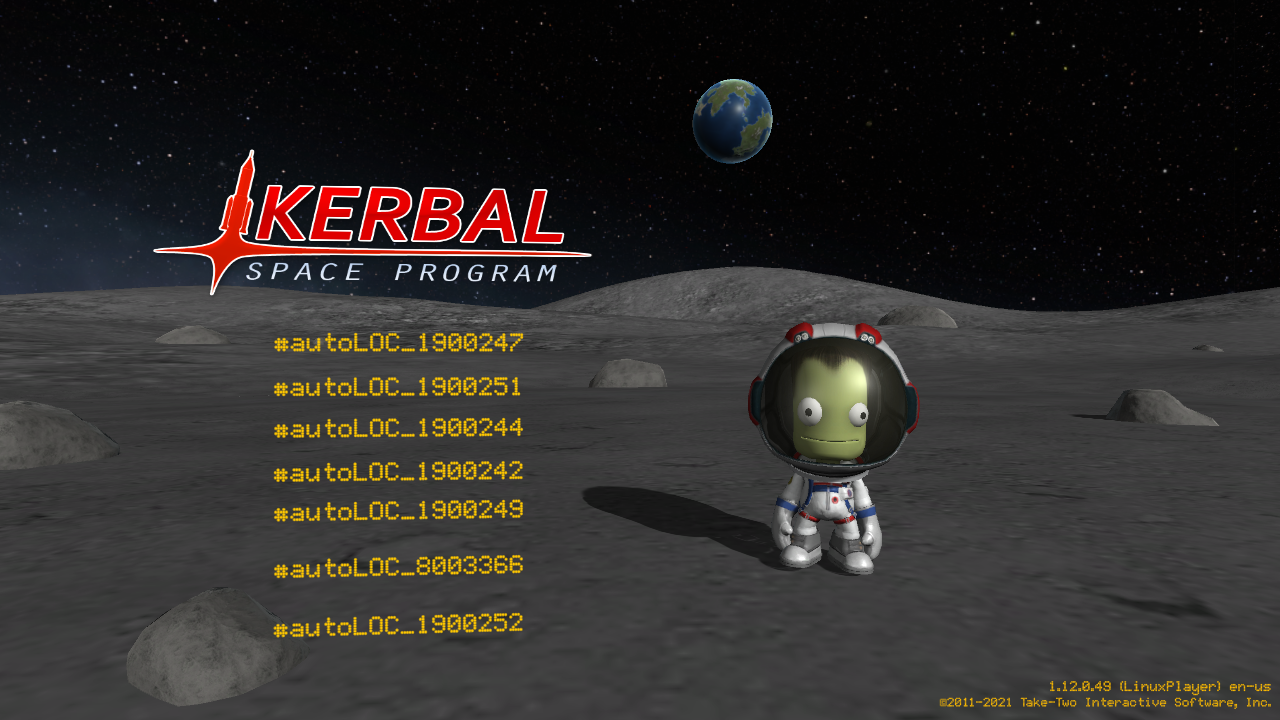 KERBAL
SPACE PROGRAM
#autoLOC_1900247
#autoLOC_1900251
#autoLOC_1900244
#autoLOC_1900242
#autoLOC_1900249
#autoLOC_8003366
#autoLOC_1900252
1.12.0.49 (LinuxPlayer) en-us
©2011-2021 Take-Two Interactive Software, Inc.